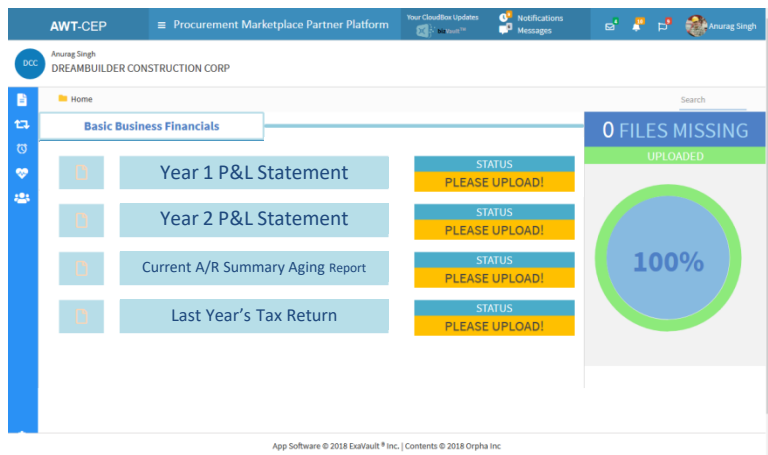 AWT-CEP
≡ Procurement Marketplace Partner Platform
Your CloudBox Updates
Notifications
Messages
Anurag Singh
DCC
Anurag Singh
DREAMBUILDER CONSTRUCTION CORP
Home
Search
Basic Business Financials
0 FILES MISSING
UPLOADED
100%
Year 1 P&L Statement
STATUS
PLEASE UPLOAD!
Year 2 P&L Statement
STATUS
PLEASE UPLOAD!
Current A/R Summary Aging Report
STATUS
PLEASE UPLOAD!
Last Year's Tax Return
STATUS
PLEASE UPLOAD!
App Software © 2018 ExaVault ® Inc. | Contents © 2018 Orpha Inc